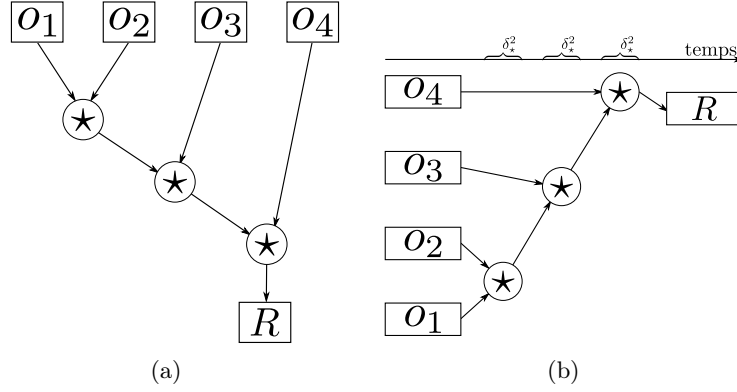 o1 o2 o3 o4
⋆
⋆
⋆
R
(a)
δ⋆² δ⋆² δ⋆²
temps
o4 ⋆ R
o3 ⋆
o2
⋆
o1
(b)